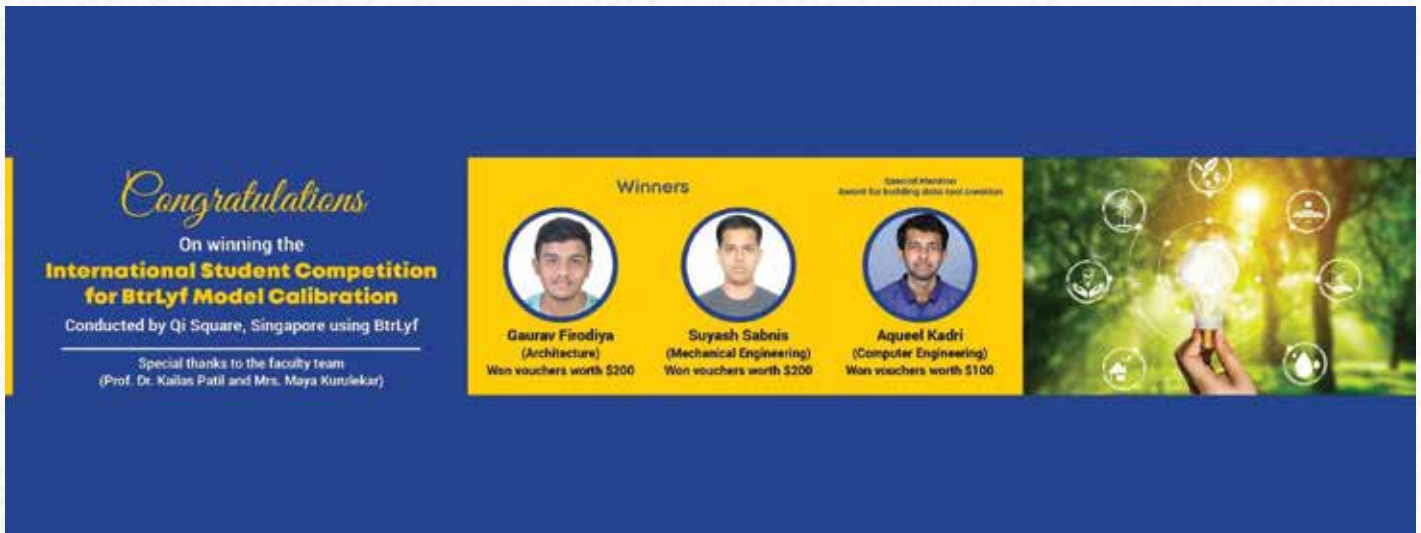 Congratulations
On winning the
International Student Competition
for BtrLyf Model Calibration
Conducted by Qi Square, Singapore using BtrLyf
Special thanks to the faculty team
(Prof. Dr. Kailas Patil and Mrs. Maya Kurulekar)
Winners
Gaurav Firodiya
(Architecture)
Won vouchers worth $200
Suyash Sabnis
(Mechanical Engineering)
Won vouchers worth $200
Special Mention
Award for building data tool creation
Aqueel Kadri
(Computer Engineering)
Won vouchers worth $100